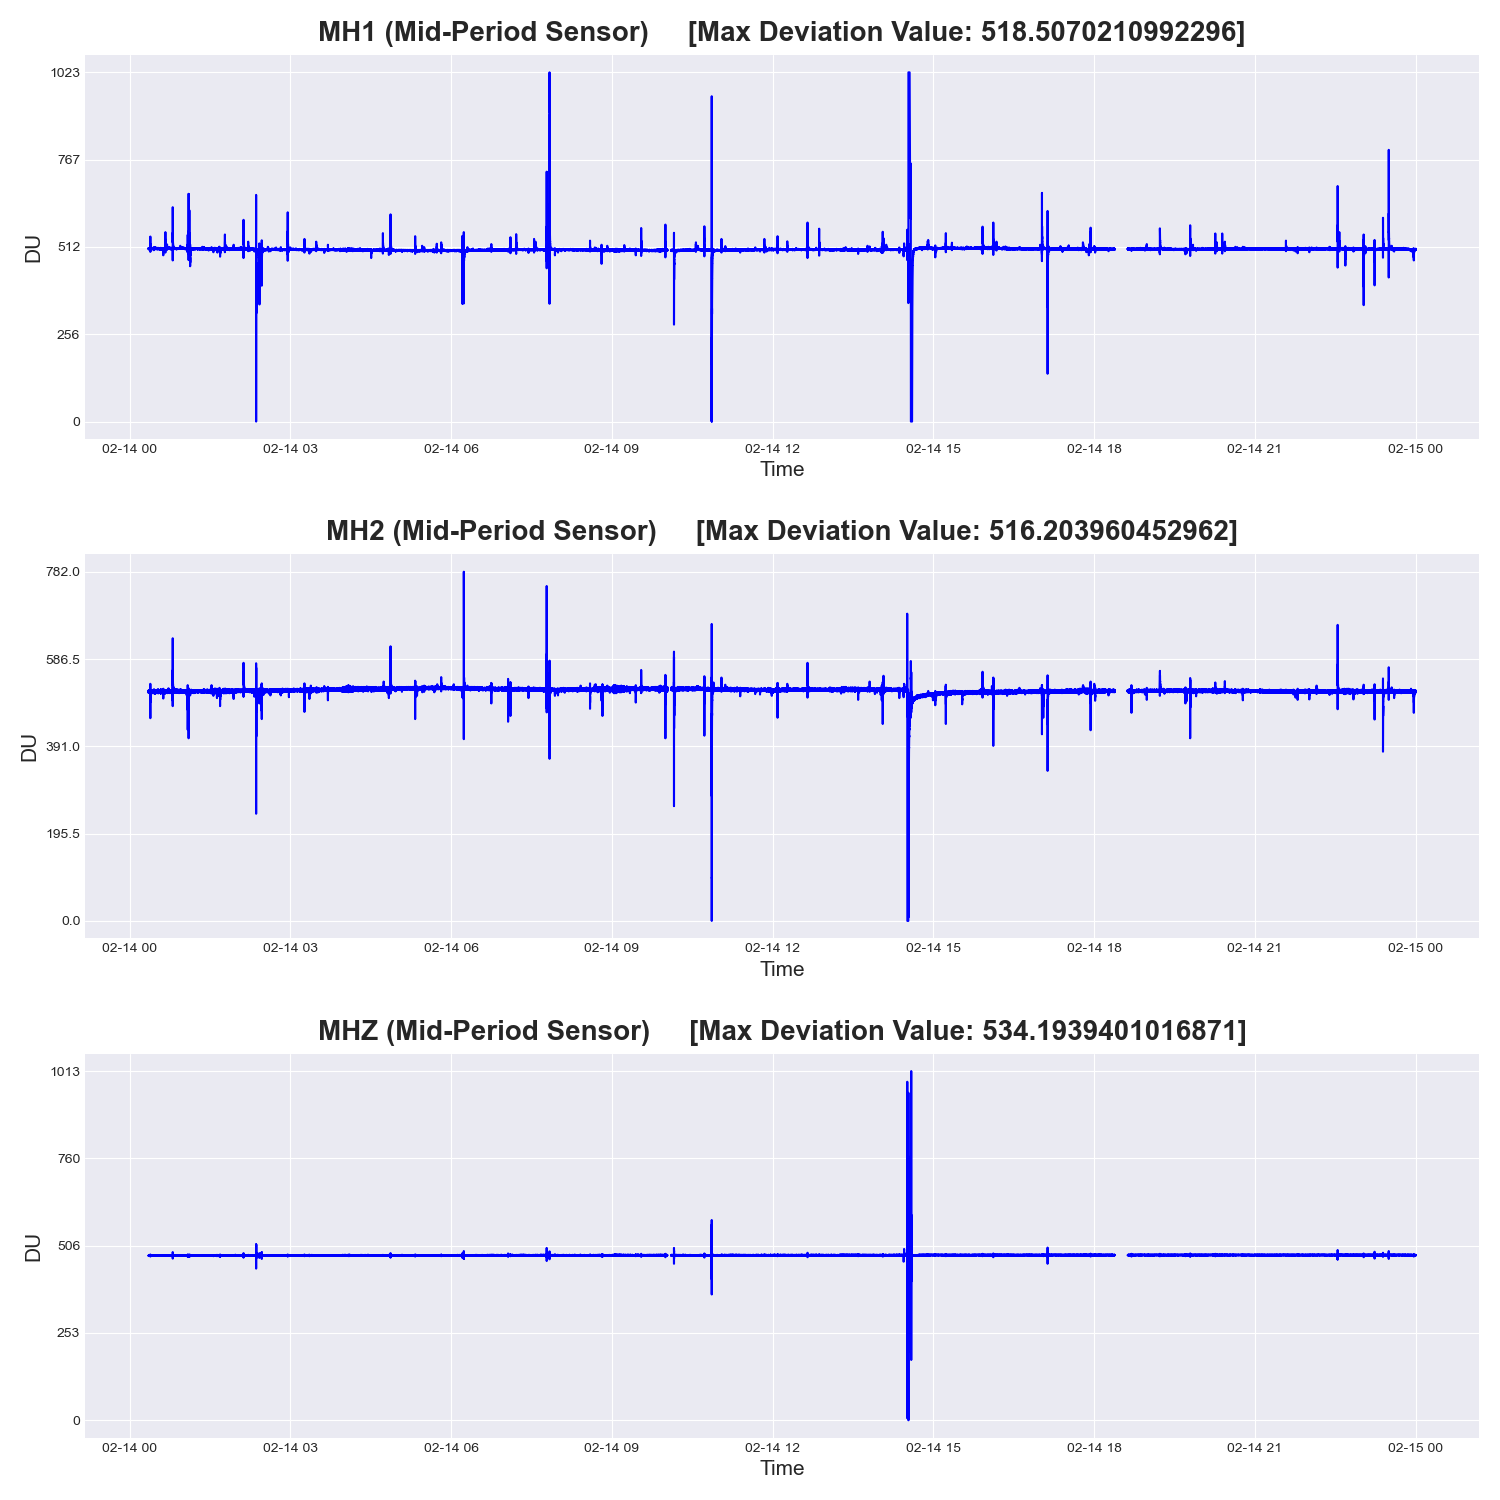 MH1 (Mid-Period Sensor) [Max Deviation Value: 518.5070210992296]
1023
767
512
256
0
DU
02-14 00 02-14 03 02-14 06 02-14 09 02-14 12 02-14 15 02-14 18 02-14 21 02-15 00
Time
MH2 (Mid-Period Sensor) [Max Deviation Value: 516.203960452962]
782.0
586.5
391.0
195.5
0.0
DU
02-14 00 02-14 03 02-14 06 02-14 09 02-14 12 02-14 15 02-14 18 02-14 21 02-15 00
Time
MHZ (Mid-Period Sensor) [Max Deviation Value: 534.1939401016871]
1013
760
506
253
0
DU
02-14 00 02-14 03 02-14 06 02-14 09 02-14 12 02-14 15 02-14 18 02-14 21 02-15 00
Time